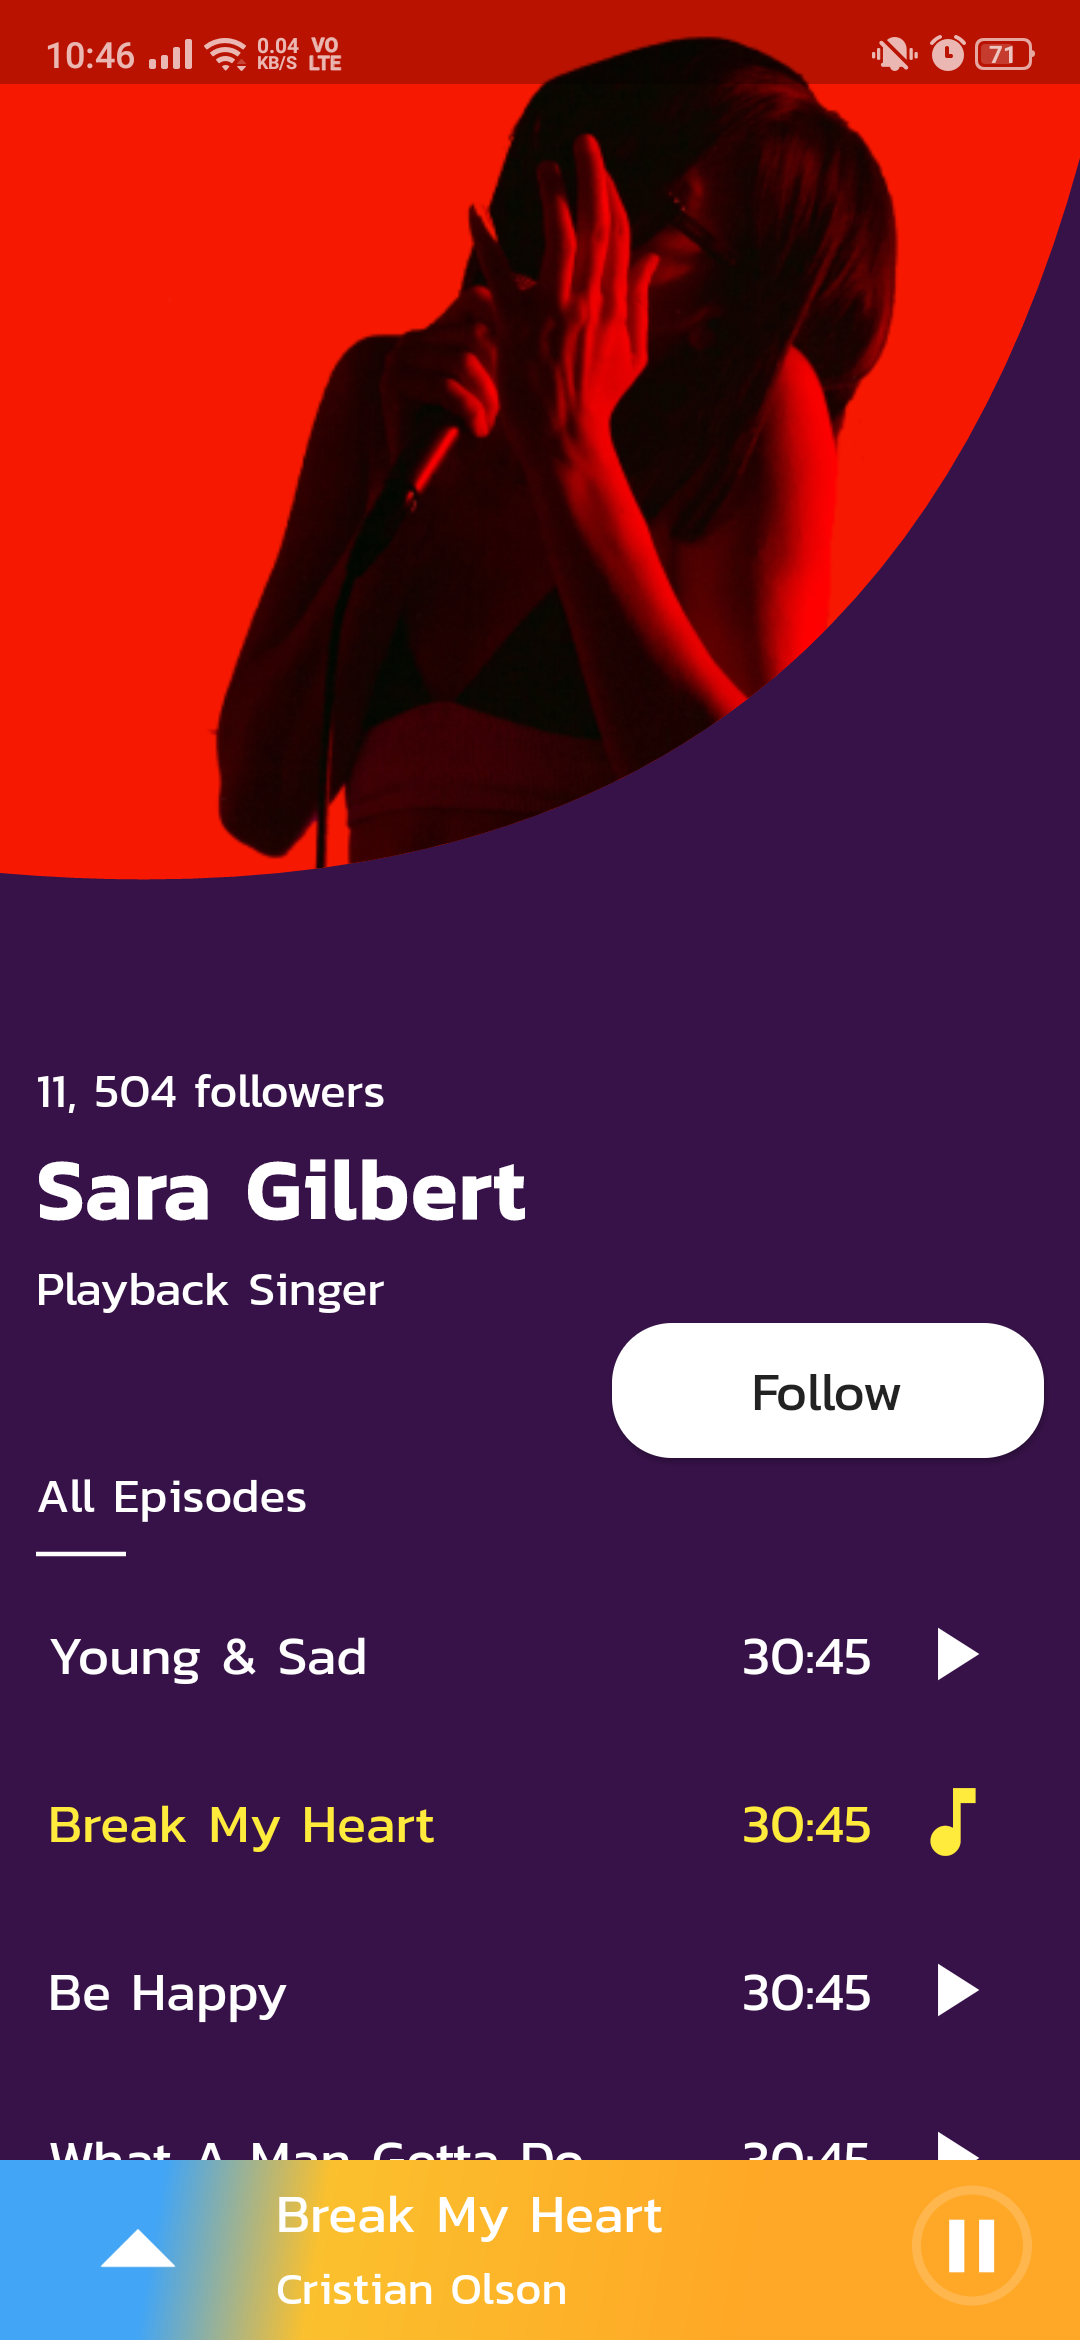 10:46 0.04 KB/S VO LTE 71
11, 504 followers
Sara Gilbert
Playback Singer
Follow
All Episodes
Young & Sad 30:45
Break My Heart 30:45
Be Happy 30:45
What A Man Gotta Do 30:45
Break My Heart
Cristian Olson